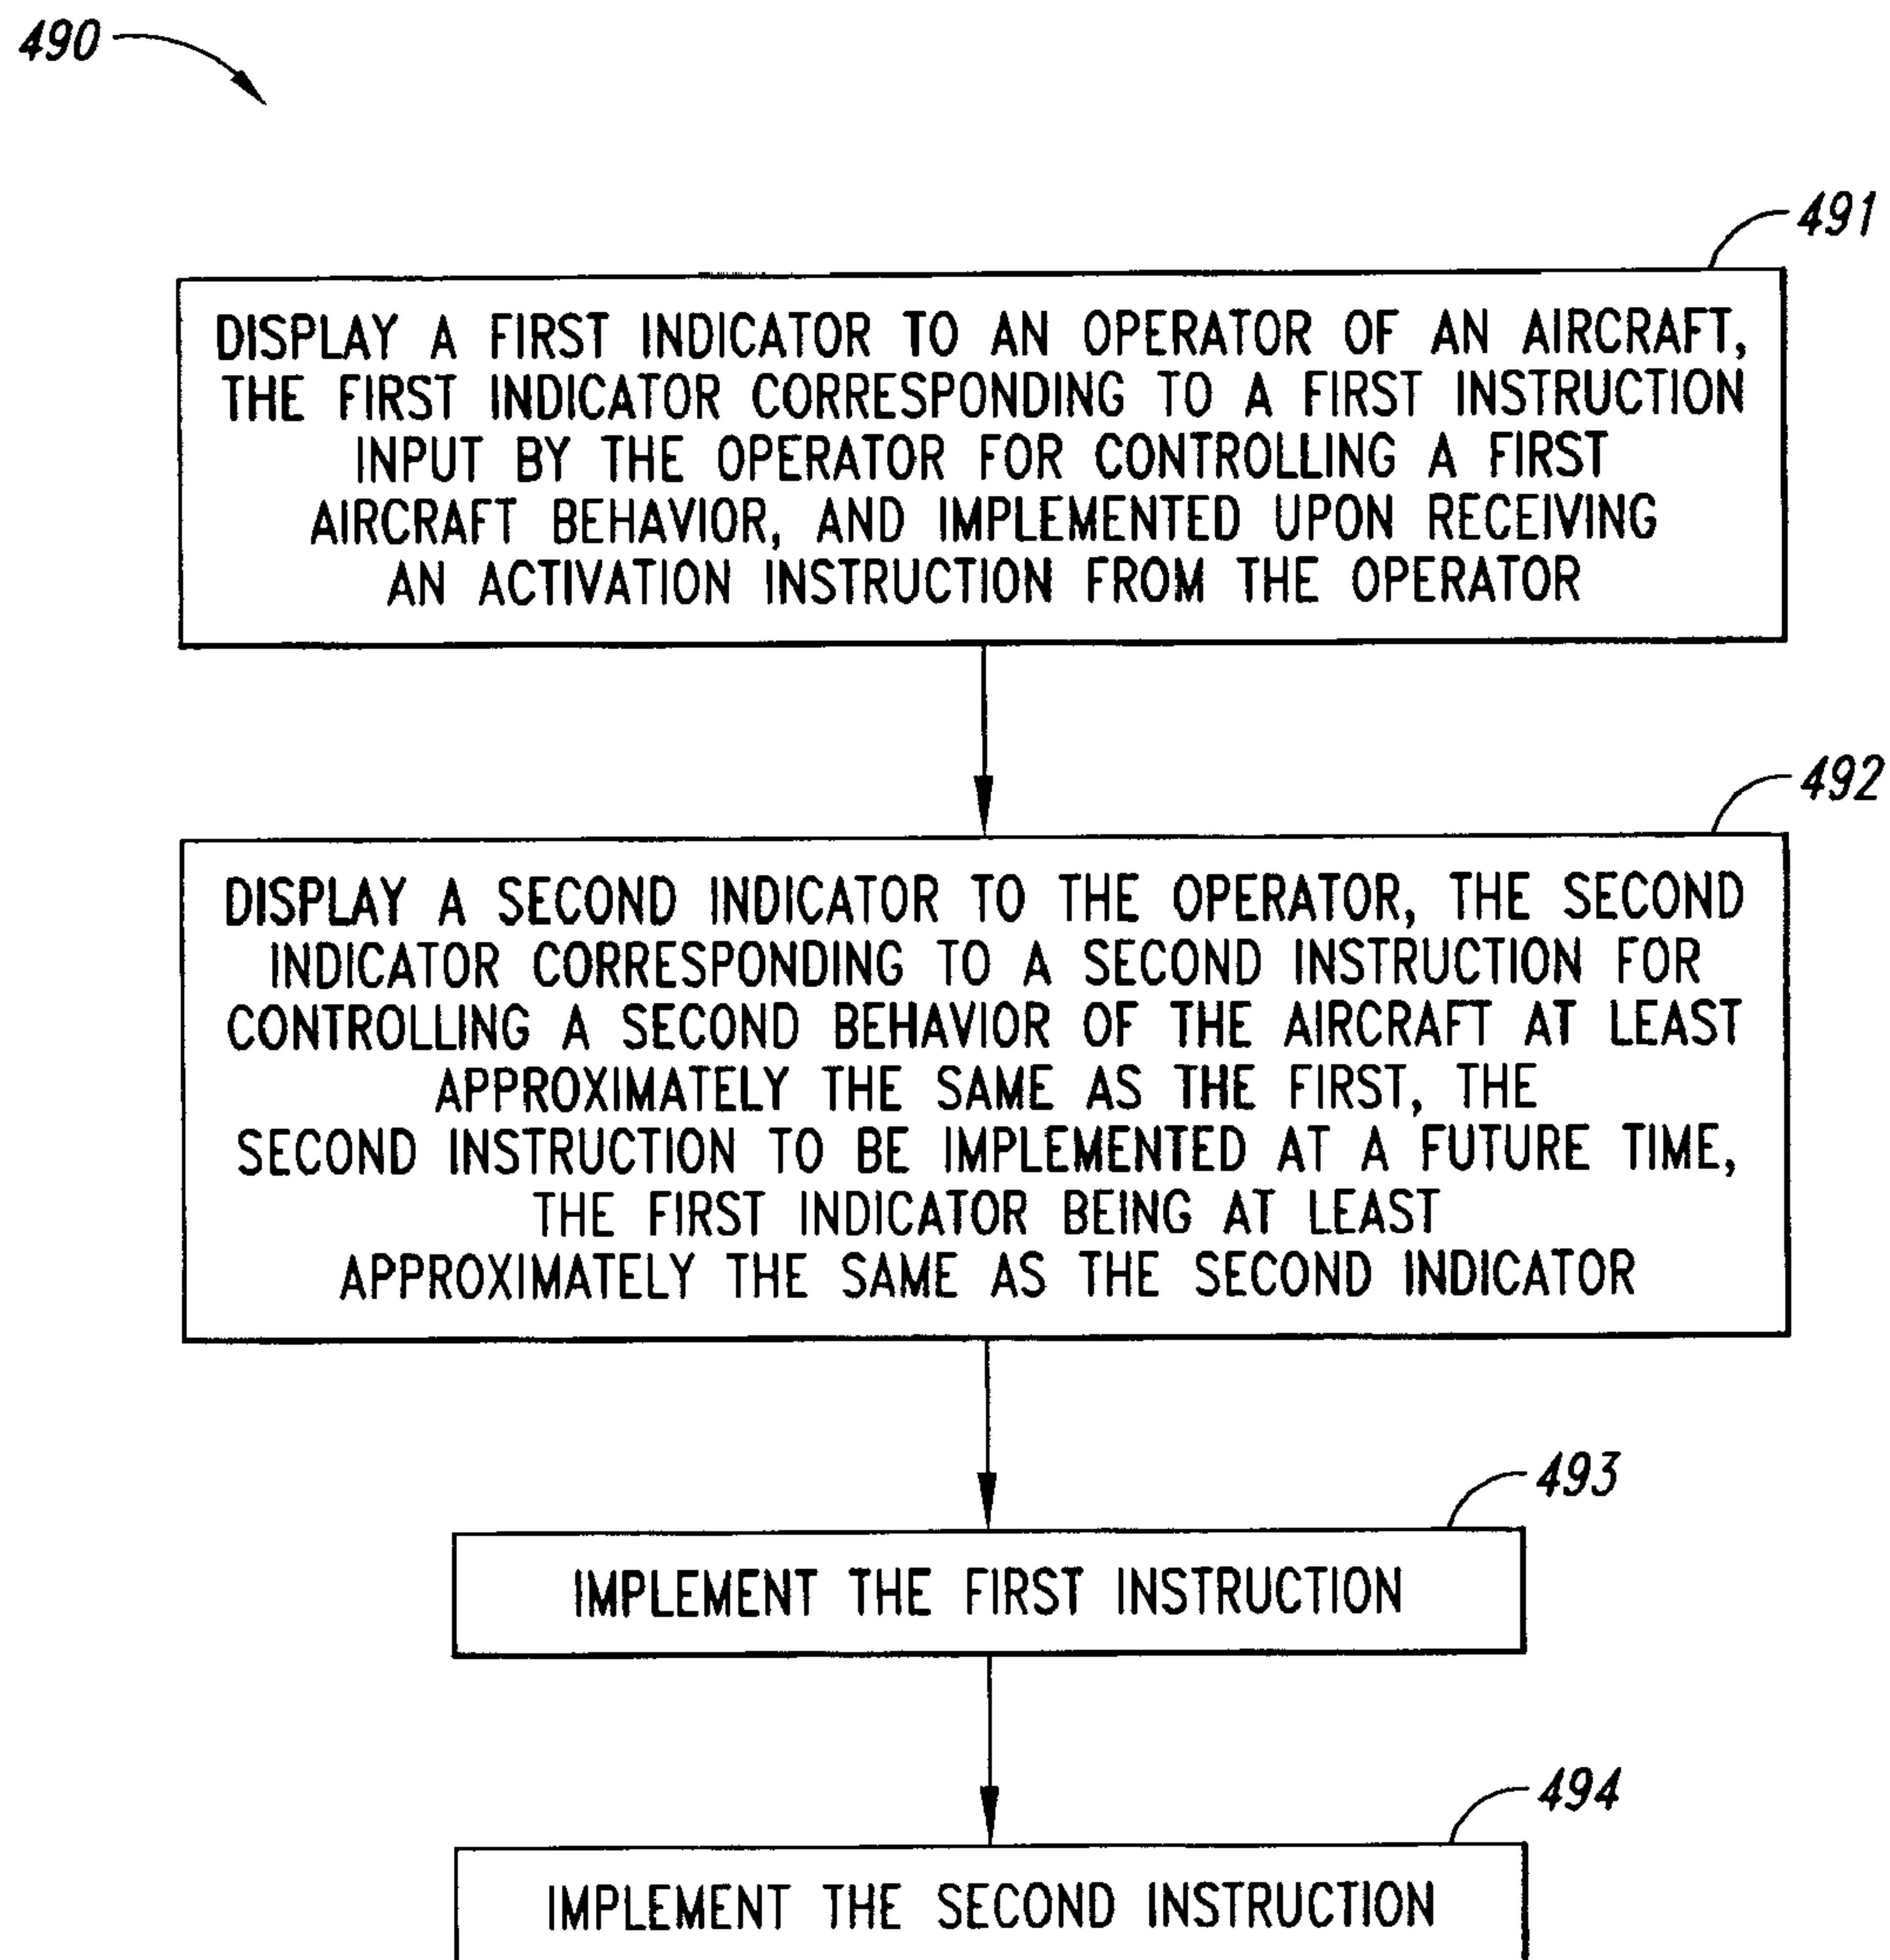 490
491
DISPLAY A FIRST INDICATOR TO AN OPERATOR OF AN AIRCRAFT,
THE FIRST INDICATOR CORRESPONDING TO A FIRST INSTRUCTION
INPUT BY THE OPERATOR FOR CONTROLLING A FIRST
AIRCRAFT BEHAVIOR, AND IMPLEMENTED UPON RECEIVING
AN ACTIVATION INSTRUCTION FROM THE OPERATOR
492
DISPLAY A SECOND INDICATOR TO THE OPERATOR, THE SECOND
INDICATOR CORRESPONDING TO A SECOND INSTRUCTION FOR
CONTROLLING A SECOND BEHAVIOR OF THE AIRCRAFT AT LEAST
APPROXIMATELY THE SAME AS THE FIRST, THE
SECOND INSTRUCTION TO BE IMPLEMENTED AT A FUTURE TIME,
THE FIRST INDICATOR BEING AT LEAST
APPROXIMATELY THE SAME AS THE SECOND INDICATOR
493
IMPLEMENT THE FIRST INSTRUCTION
494
IMPLEMENT THE SECOND INSTRUCTION